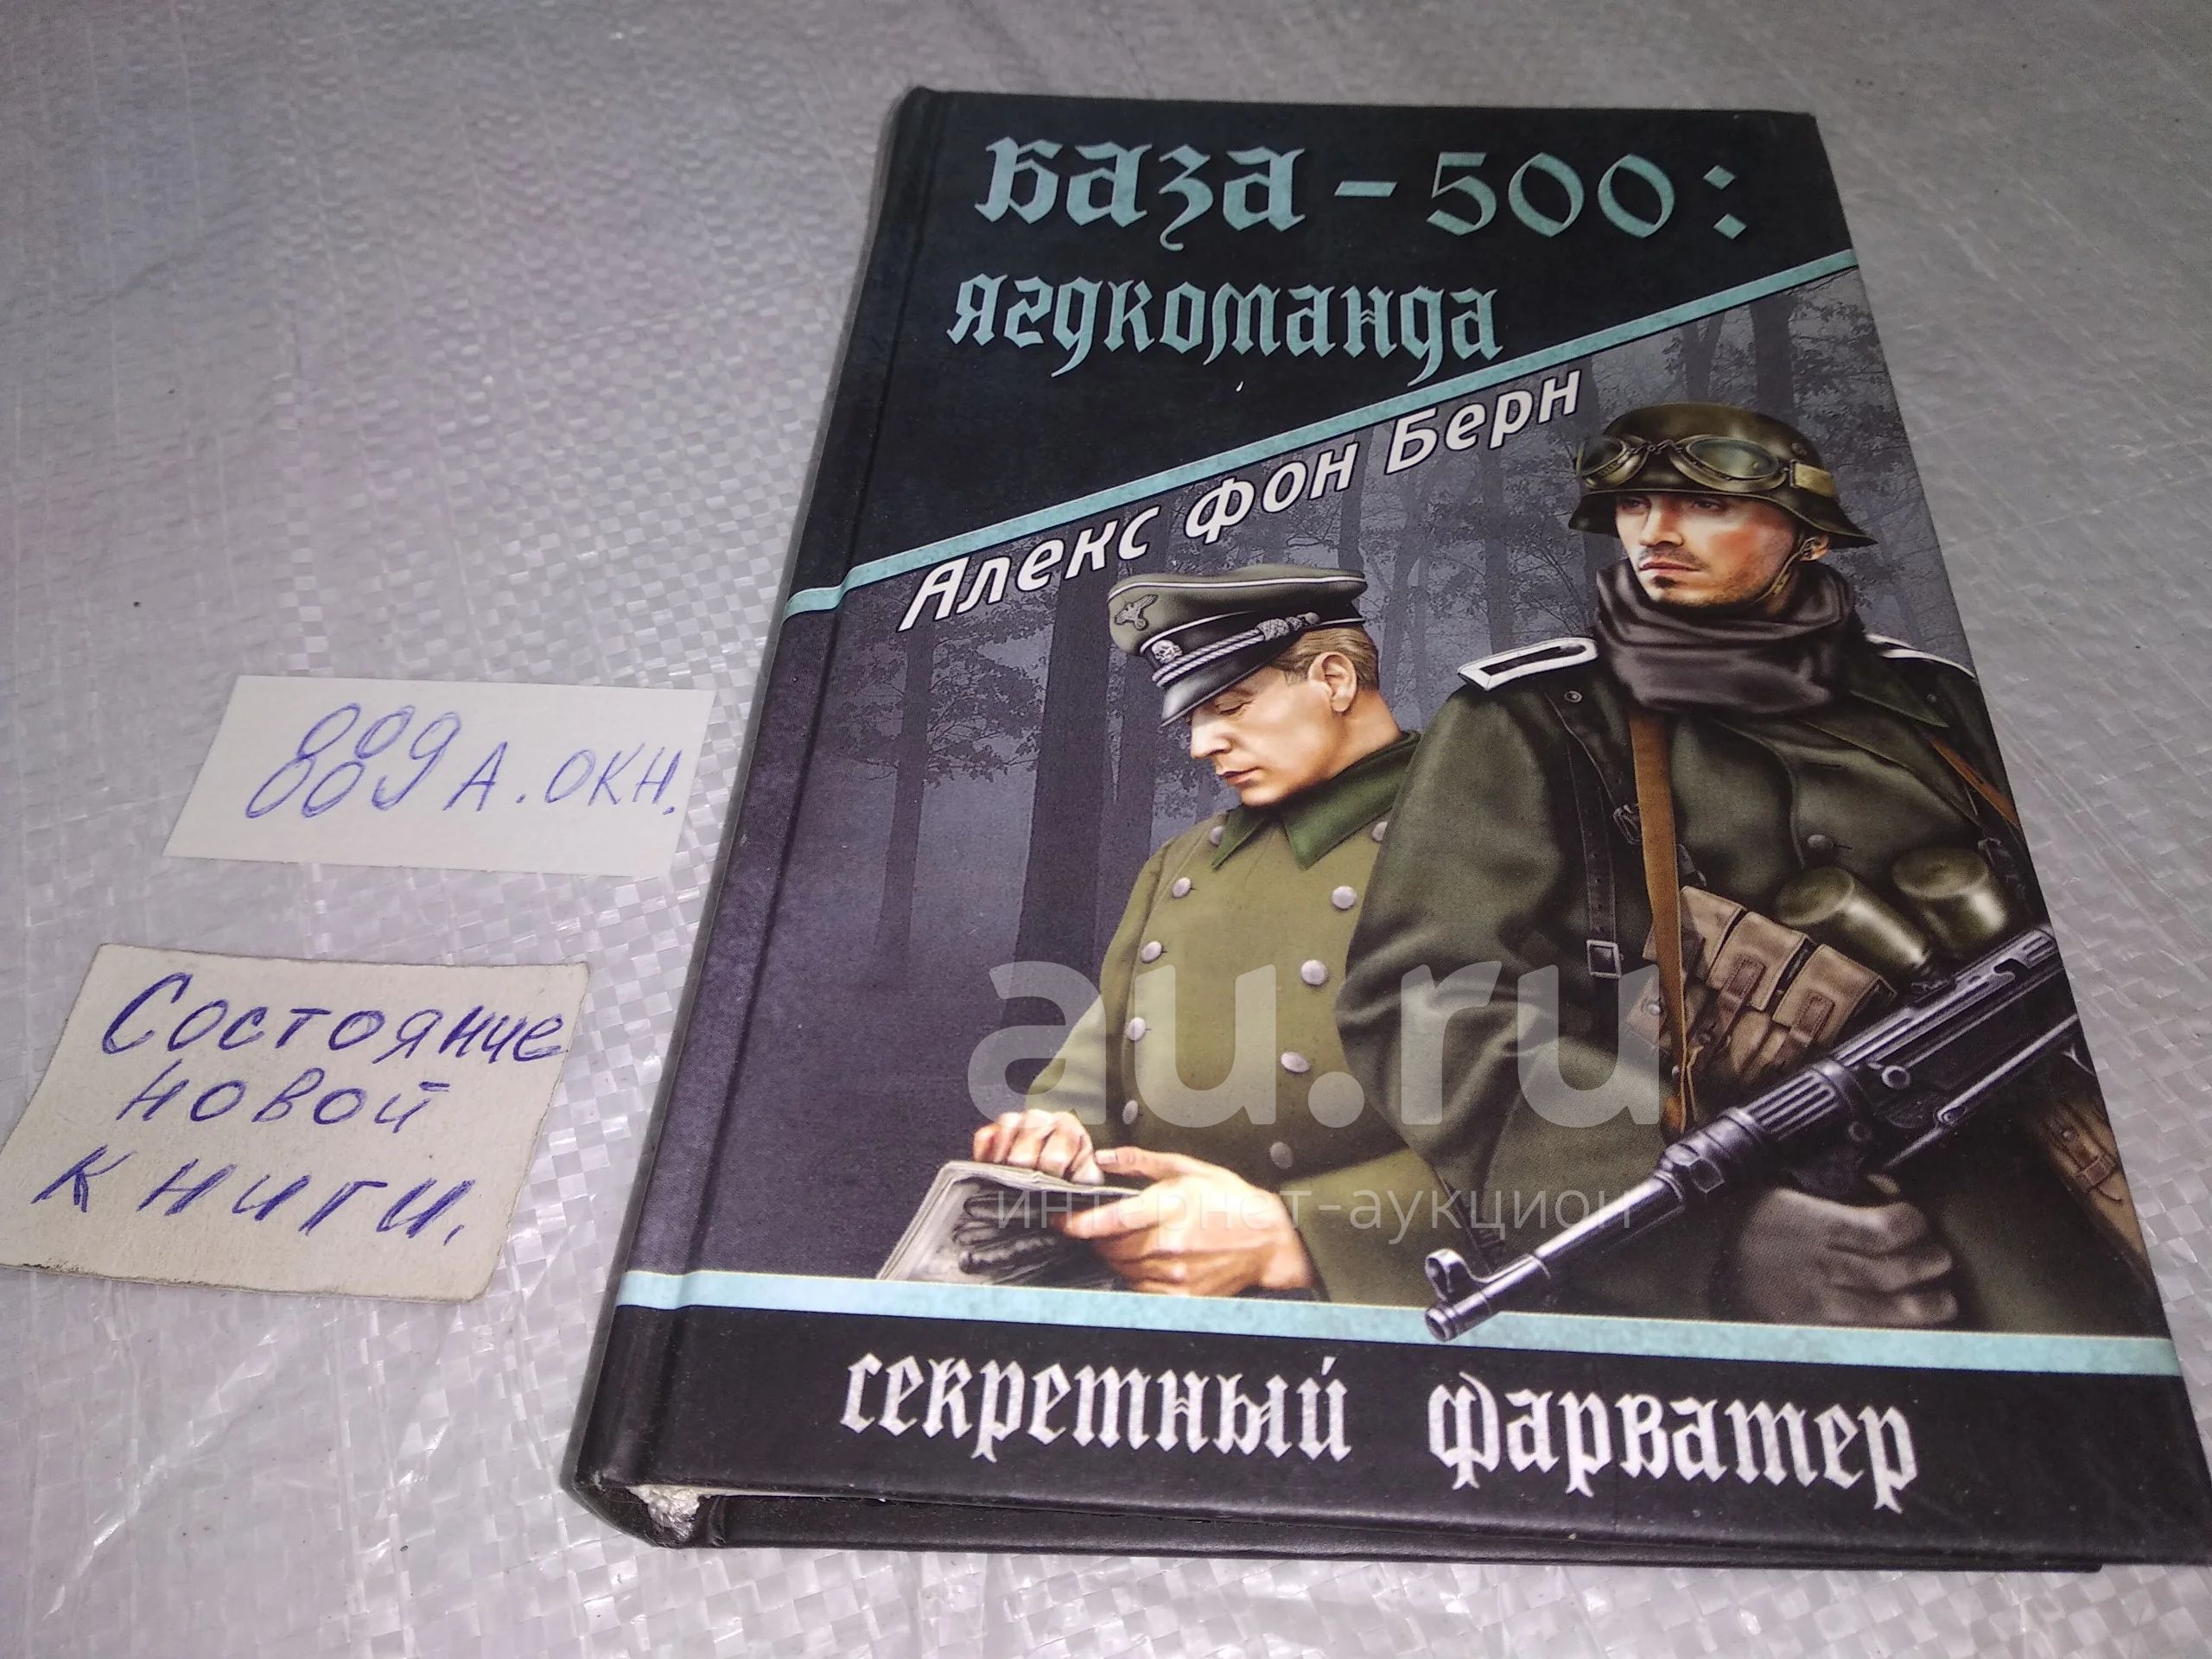 База - 500:
ягдкоманда
Алекс фон Берн
889 А. ОКН.
Состояние
новой
книги.
au.ru
интернет-аукцион
секретный фарватер